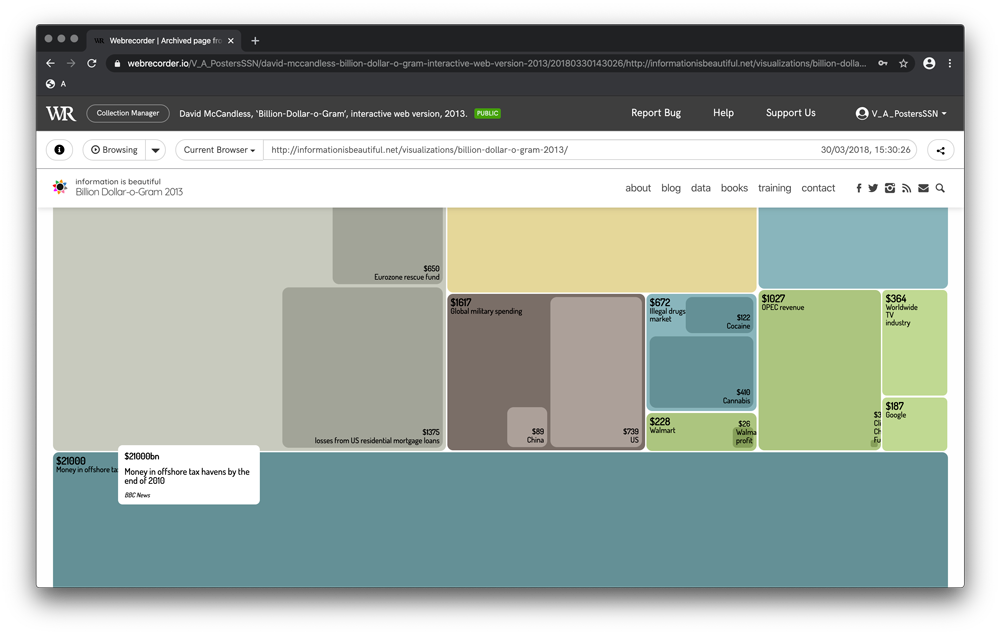 WR Webrecorder | Archived page fro
webrecorder.io/V_A_PostersSSN/david-mccandless-billion-dollar-o-gram-interactive-web-version-2013/20180330143026/http://informationisbeautiful.net/visualizations/billion-dolla...
A
WR Collection Manager David McCandless, ‘Billion-Dollar-o-Gram’, interactive web version, 2013. PUBLIC Report Bug Help Support Us V_A_PostersSSN
Browsing Current Browser http://informationisbeautiful.net/visualizations/billion-dollar-o-gram-2013/ 30/03/2018, 15:30:26
information is beautiful
Billion Dollar-o-Gram 2013
about blog data books training contact
$650
Eurozone rescue fund
$1375
losses from US residential mortgage loans
$1617
Global military spending
$89
China
$739
US
$672
Illegal drugs
market
$122
Cocaine
$410
Cannabis
$228
Walmart
$26
Walma
profit
$1027
OPEC revenue
$3
Cli
Ch
Fu
$364
Worldwide
TV
industry
$187
Google
$21000
Money in offshore ta
$21000bn
Money in offshore tax havens by the
end of 2010
BBC News